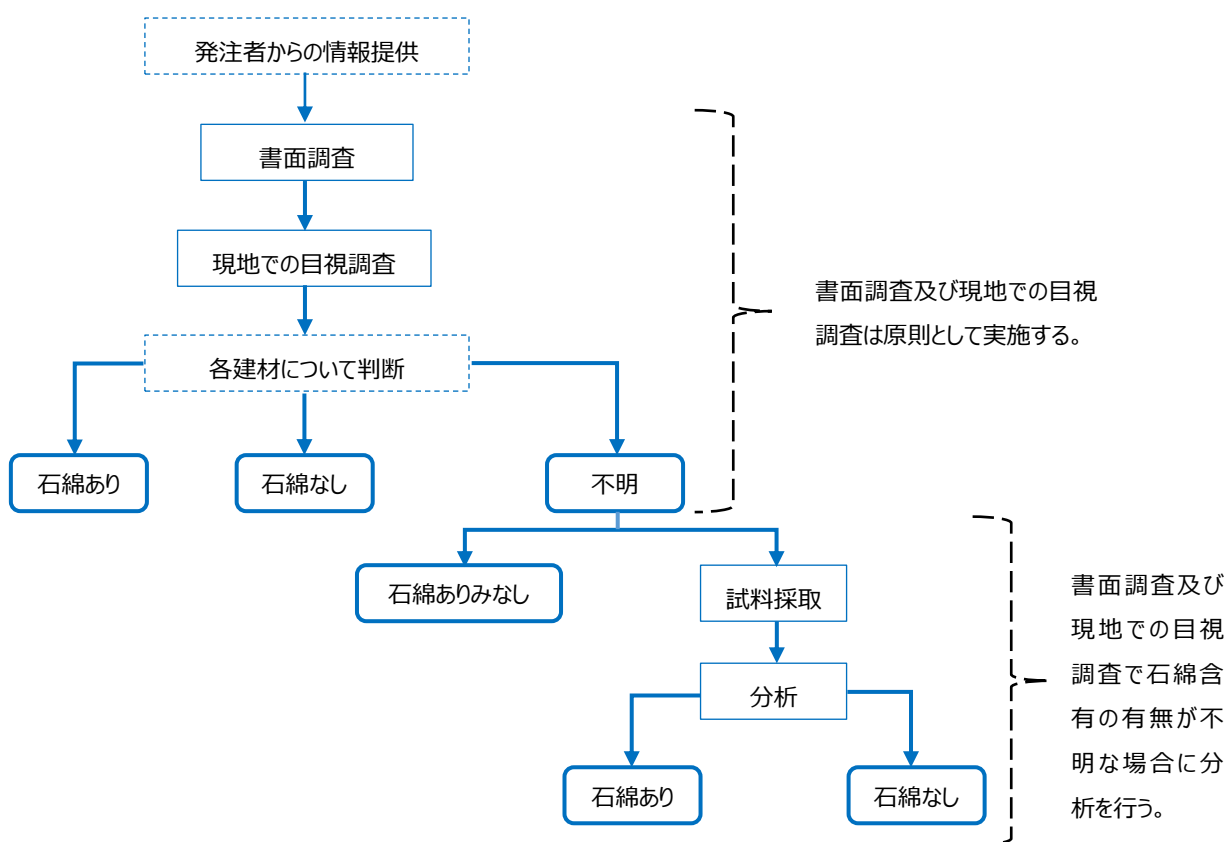 発注者からの情報提供
書面調査
現地での目視調査
書面調査及び現地での目視
調査は原則として実施する。
各建材について判断
石綿あり
石綿なし
不明
石綿ありみなし
試料採取
分析
石綿あり
石綿なし
書面調査及び
現地での目視
調査で石綿含
有の有無が不
明な場合に分
析を行う。